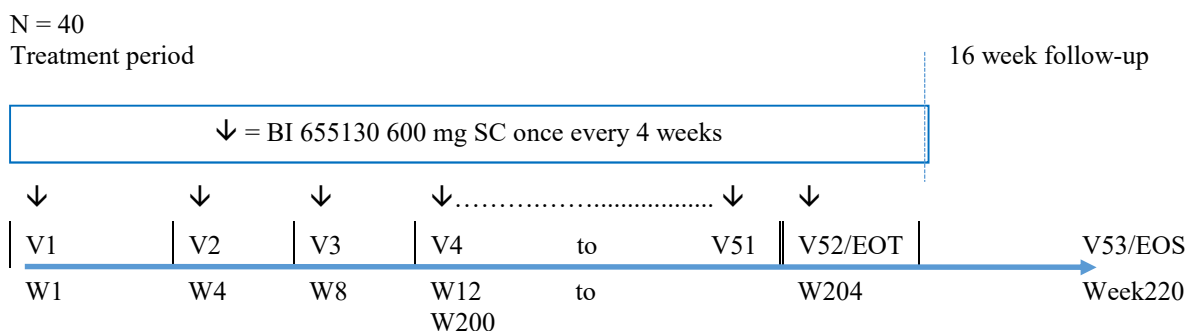 N = 40
Treatment period 16 week follow-up
↓ = BI 655130 600 mg SC once every 4 weeks
↓ ↓ ↓ ↓……….…..................... ↓ ↓
V1 V2 V3 V4 to V51 V52/EOT V53/EOS
W1 W4 W8 W12 to W204 Week220
W200